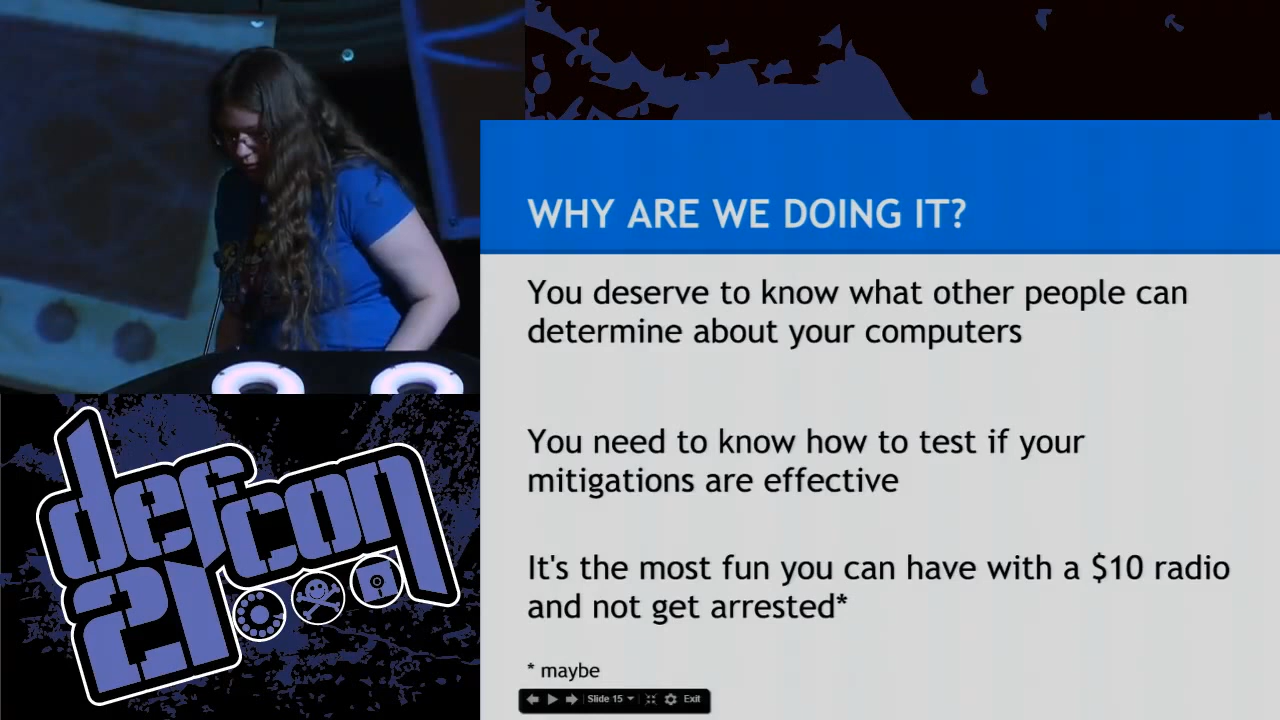 WHY ARE WE DOING IT?
You deserve to know what other people can
determine about your computers
You need to know how to test if your
mitigations are effective
It's the most fun you can have with a $10 radio
and not get arrested*
* maybe
Slide 15
Exit
defcon
21